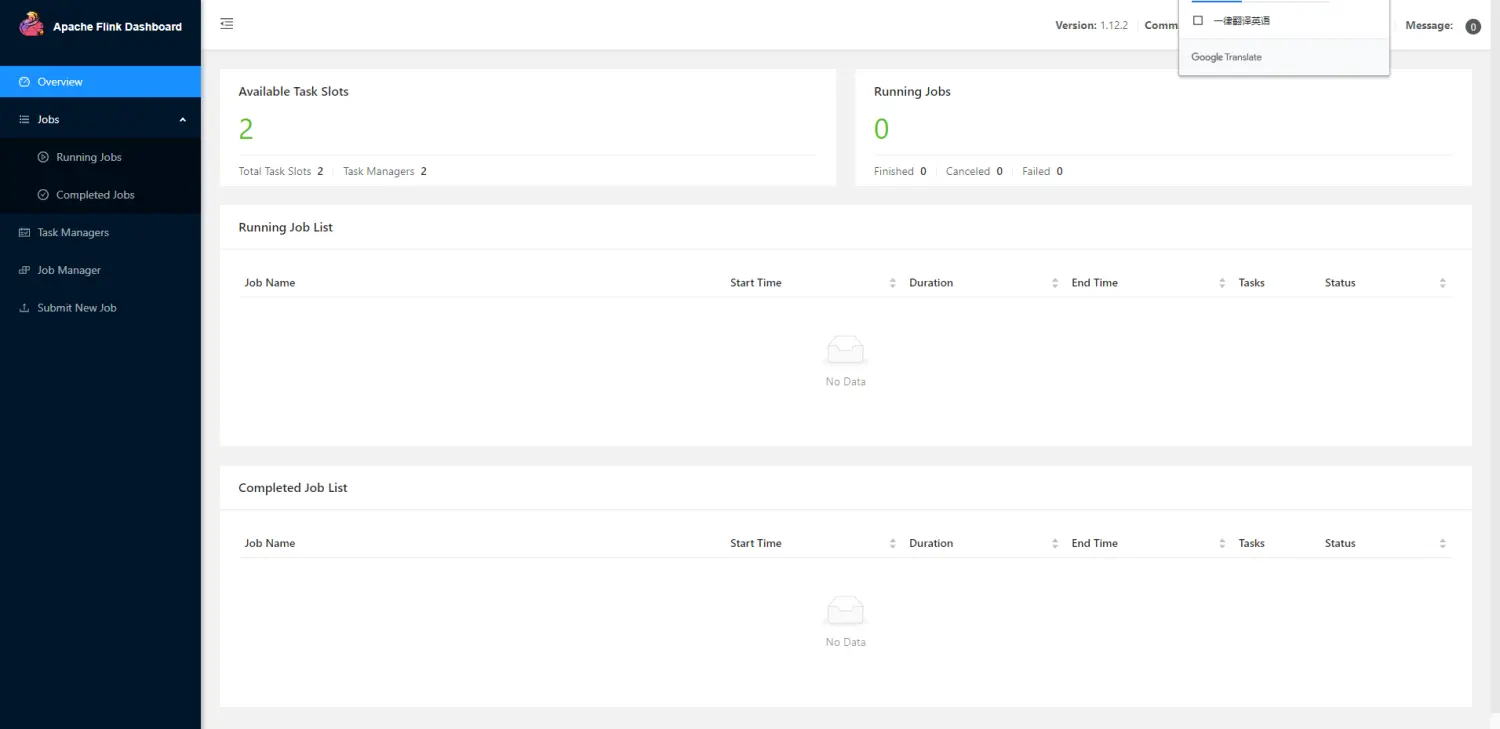 Apache Flink Dashboard
Version: 1.12.2 Comm
一律翻译英语
Google Translate
Message: 0
Overview
Jobs
Running Jobs
Completed Jobs
Task Managers
Job Manager
Submit New Job
Available Task Slots
2
Total Task Slots 2 Task Managers 2
Running Jobs
0
Finished 0 Canceled 0 Failed 0
Running Job List
Job Name Start Time Duration End Time Tasks Status
No Data
Completed Job List
Job Name Start Time Duration End Time Tasks Status
No Data